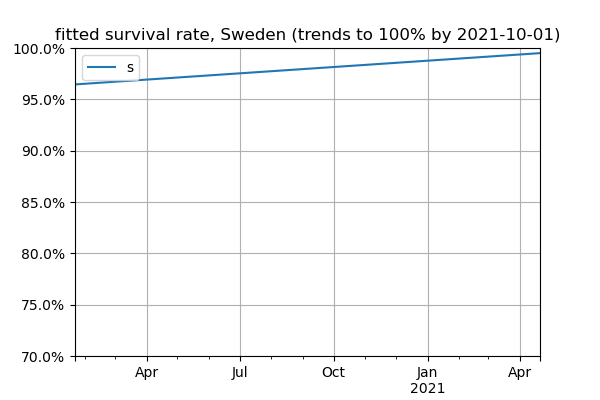 fitted survival rate, Sweden (trends to 100% by 2021-10-01)
100.0%
s
95.0%
90.0%
85.0%
80.0%
75.0%
70.0%
Apr Jul Oct Jan Apr
2021